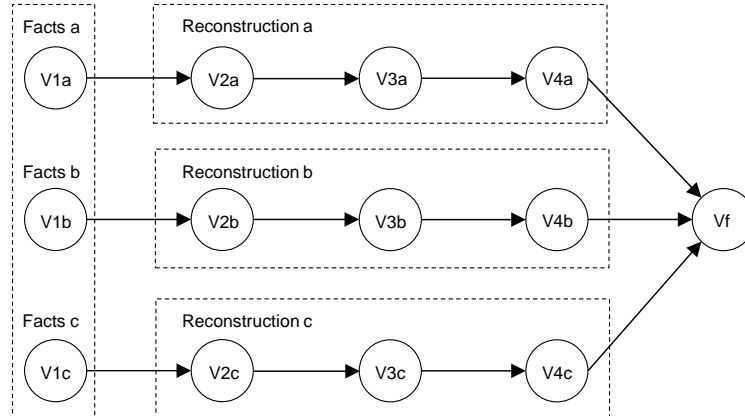 Facts a
Reconstruction a
V1a
V2a
V3a
V4a
Facts b
Reconstruction b
V1b
V2b
V3b
V4b
Vf
Facts c
Reconstruction c
V1c
V2c
V3c
V4c